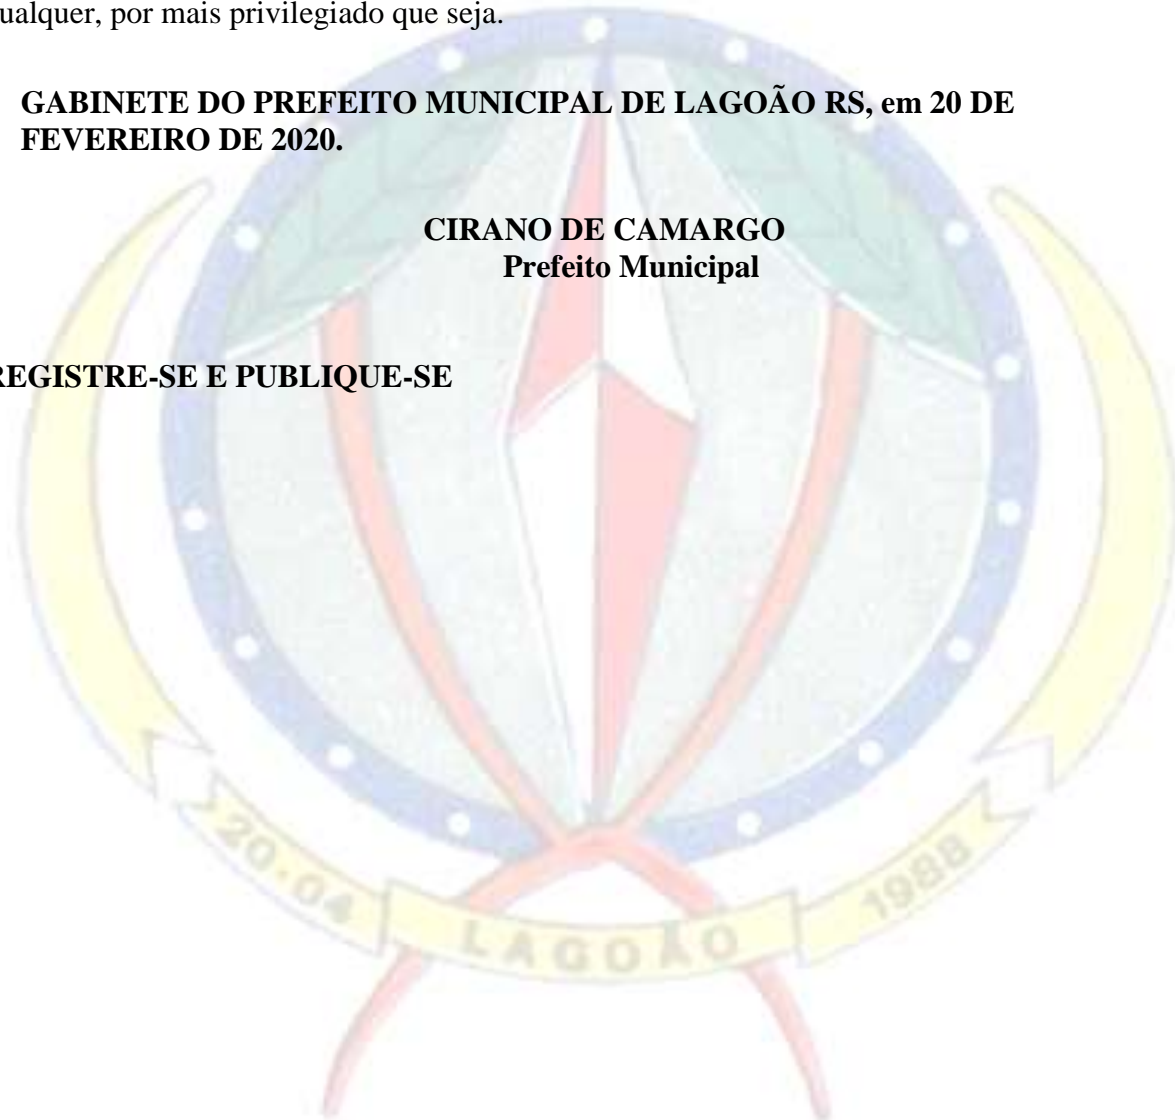 ualquer, por mais privilegiado que seja.
GABINETE DO PREFEITO MUNICIPAL DE LAGOÃO RS, em 20 DE
FEVEREIRO DE 2020.
CIRANO DE CAMARGO
Prefeito Municipal
REGISTRE-SE E PUBLIQUE-SE
20.04
LAGOÃO
1988